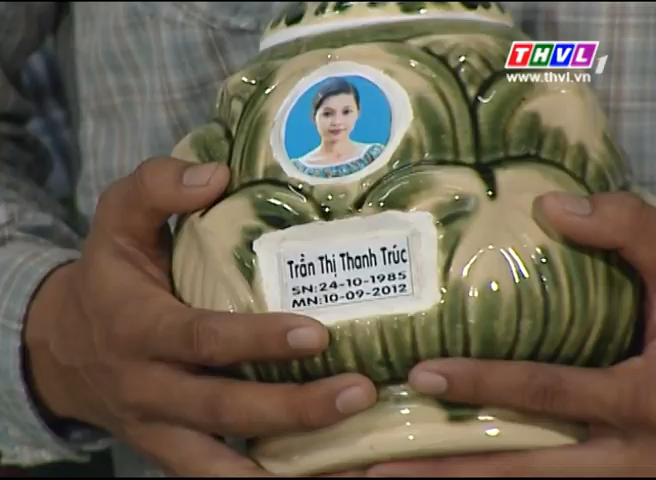 THVL1
www.thvl.vn
Trần Thị Thanh Trúc
SN:24-10-1985
MN:10-09-2012